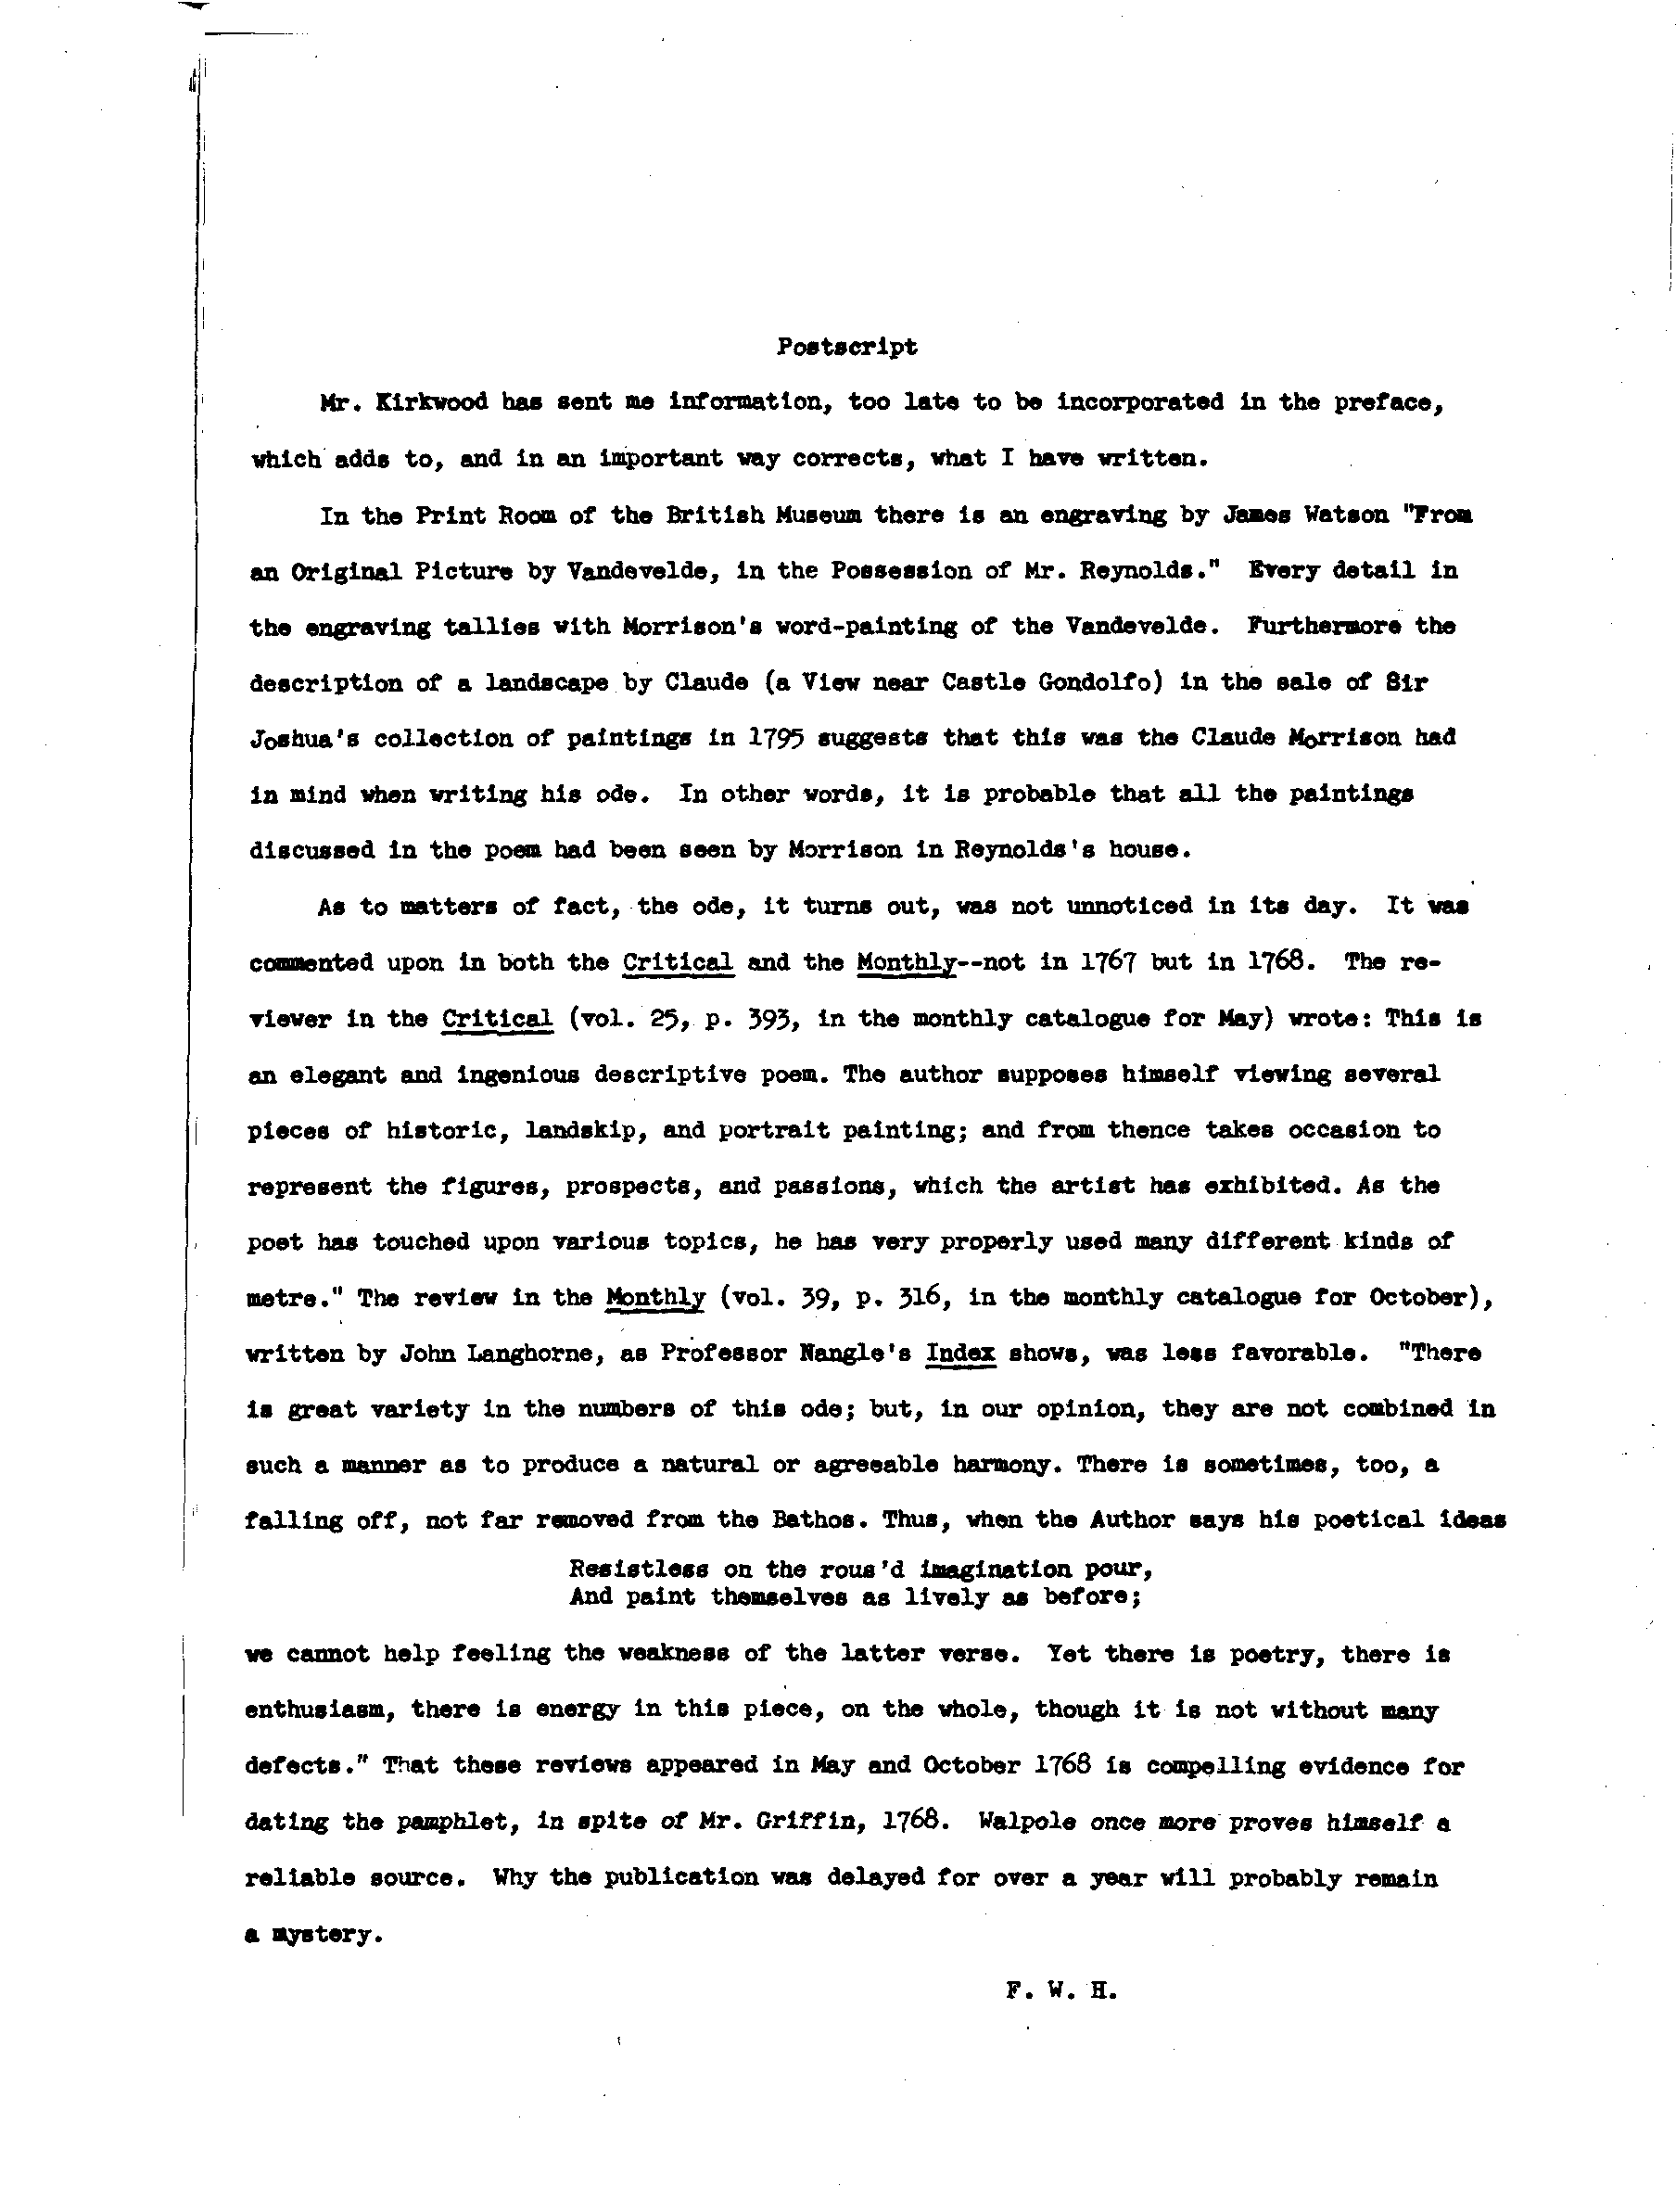 Postscript
Mr. Kirkwood has sent me information, too late to be incorporated in the preface,
which adds to, and in an important way corrects, what I have written.
In the Print Room of the British Museum there is an engraving by James Watson "From
an Original Picture by Vandevelde, in the Possession of Mr. Reynolds." Every detail in
the engraving tallies with Morrison's word-painting of the Vandevelde. Furthermore the
description of a landscape by Claude (a View near Castle Gondolfo) in the sale of Sir
Joshua's collection of paintings in 1795 suggests that this was the Claude Morrison had
in mind when writing his ode. In other words, it is probable that all the paintings
discussed in the poem had been seen by Morrison in Reynolds's house.
As to matters of fact, the ode, it turns out, was not unnoticed in its day. It was
commented upon in both the Critical and the Monthly--not in 1767 but in 1768. The re-
viewer in the Critical (vol. 25, p. 393, in the monthly catalogue for May) wrote: This is
an elegant and ingenious descriptive poem. The author supposes himself viewing several
pieces of historic, landskip, and portrait painting; and from thence takes occasion to
represent the figures, prospects, and passions, which the artist has exhibited. As the
poet has touched upon various topics, he has very properly used many different kinds of
metre." The review in the Monthly (vol. 39, p. 316, in the monthly catalogue for October),
written by John Langhorne, as Professor Nangle's Index shows, was less favorable. "There
is great variety in the numbers of this ode; but, in our opinion, they are not combined in
such a manner as to produce a natural or agreeable harmony. There is sometimes, too, a
falling off, not far removed from the Bathos. Thus, when the Author says his poetical ideas
Resistless on the rous'd imagination pour,
And paint themselves as lively as before;
we cannot help feeling the weakness of the latter verse. Yet there is poetry, there is
enthusiasm, there is energy in this piece, on the whole, though it is not without many
defects." That these reviews appeared in May and October 1768 is compelling evidence for
dating the pamphlet, in spite of Mr. Griffin, 1768. Walpole once more proves himself a
reliable source. Why the publication was delayed for over a year will probably remain
a mystery.
F. W. H.